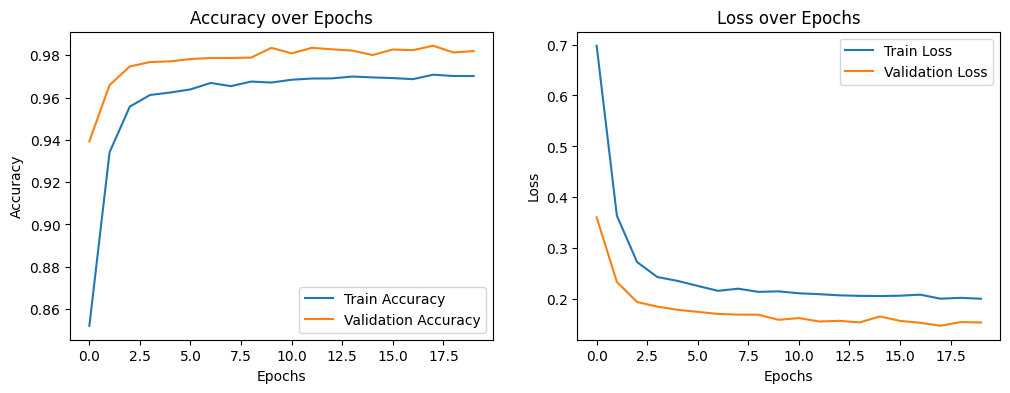 Accuracy over Epochs
0.98
0.96
0.94
0.92
0.90
0.88
0.86
Accuracy
Train Accuracy
Validation Accuracy
0.0 2.5 5.0 7.5 10.0 12.5 15.0 17.5
Epochs
Loss over Epochs
0.7
0.6
0.5
0.4
0.3
0.2
Loss
Train Loss
Validation Loss
0.0 2.5 5.0 7.5 10.0 12.5 15.0 17.5
Epochs